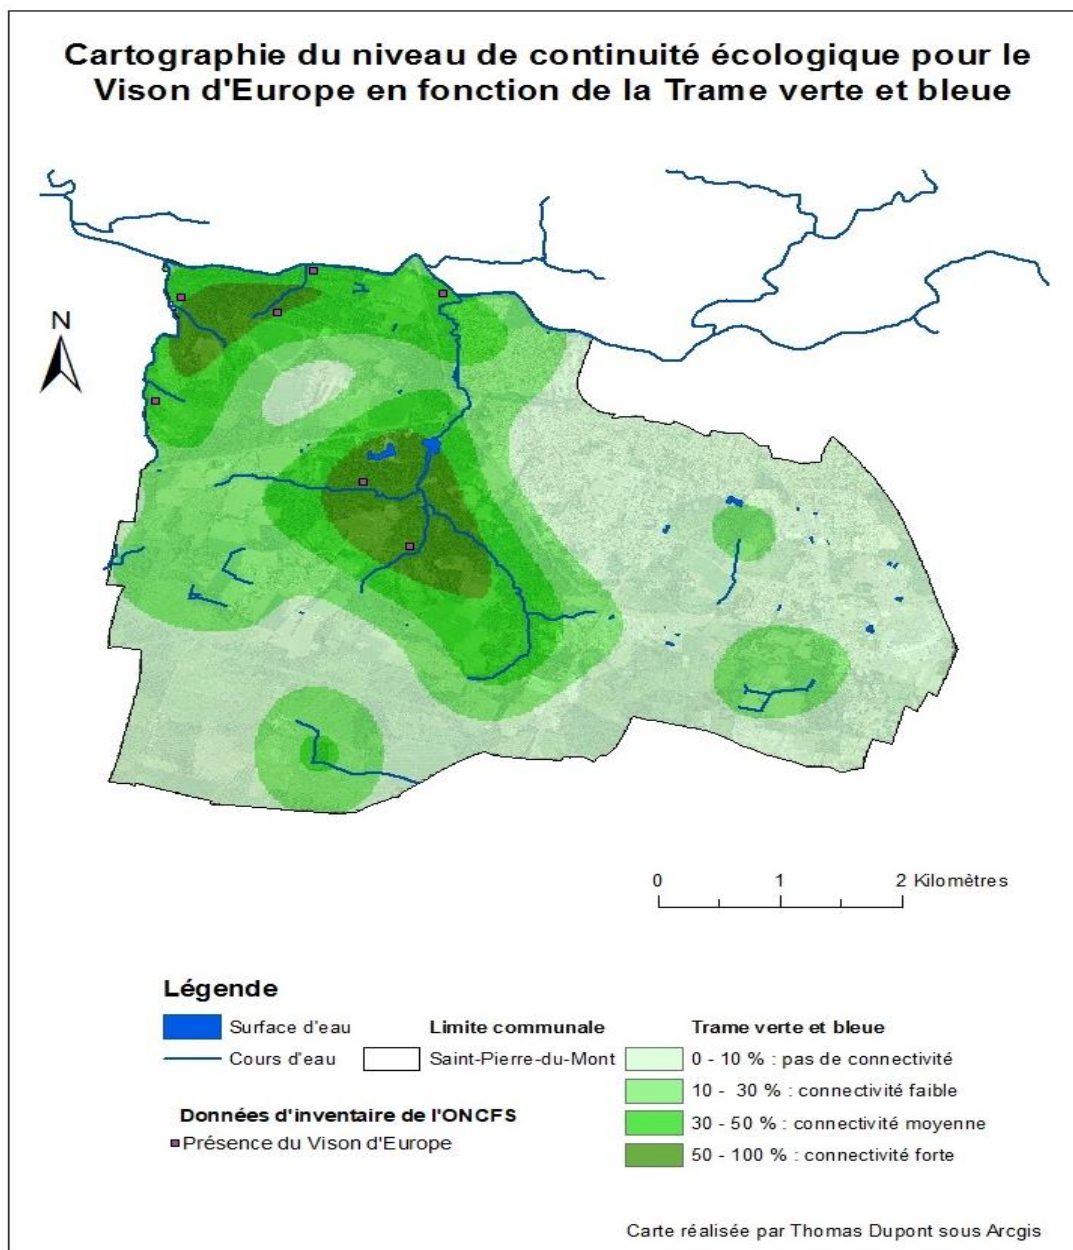 Cartographie du niveau de continuité écologique pour le
Vison d'Europe en fonction de la Trame verte et bleue
N
0 1 2 Kilomètres
Légende
Surface d'eau
Cours d'eau
Limite communale
Saint-Pierre-du-Mont
Données d'inventaire de l'ONCFS
Présence du Vison d'Europe
Trame verte et bleue
0 - 10 % : pas de connectivité
10 - 30 % : connectivité faible
30 - 50 % : connectivité moyenne
50 - 100 % : connectivité forte
Carte réalisée par Thomas Dupont sous Arcgis